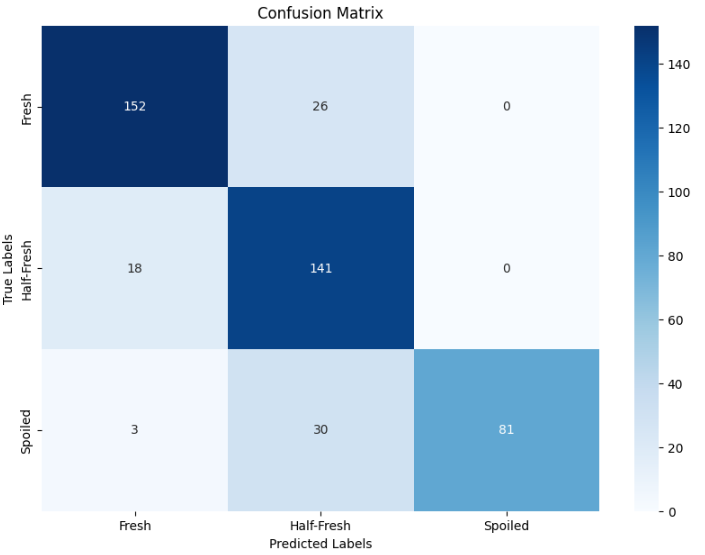 Confusion Matrix
Fresh
152
26
0
True Labels
Half-Fresh
18
141
0
Spoiled
3
30
81
Fresh
Half-Fresh
Spoiled
Predicted Labels
140
120
100
80
60
40
20
0